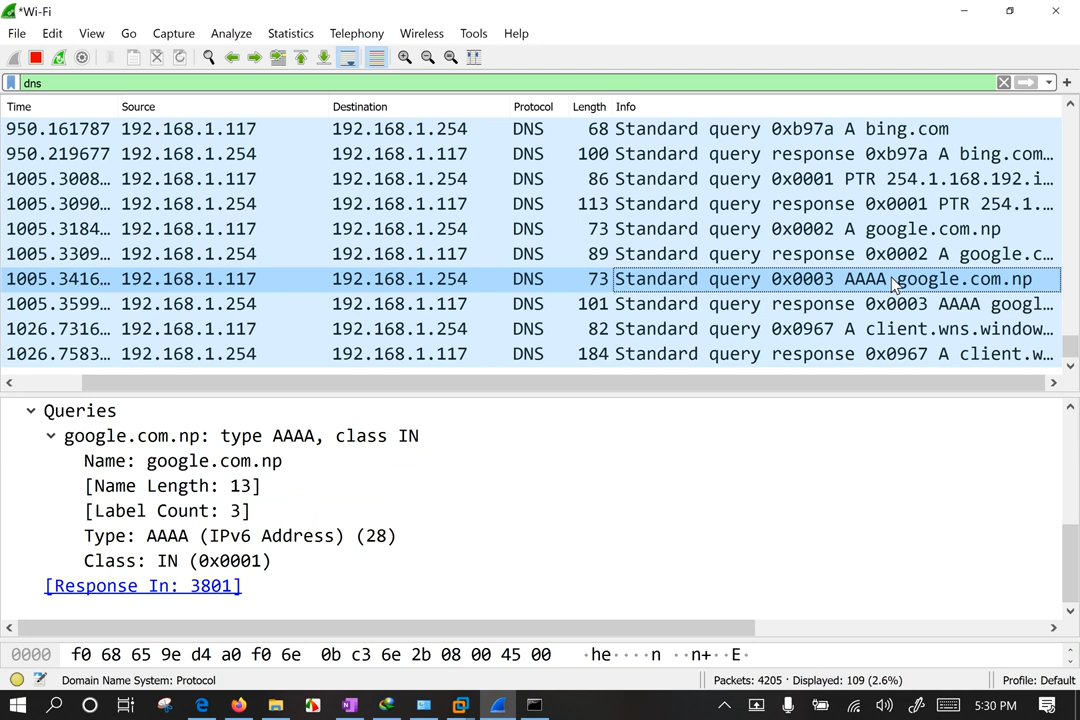 *Wi-Fi
File Edit View Go Capture Analyze Statistics Telephony Wireless Tools Help
dns
Time Source Destination Protocol Length Info
950.161787 192.168.1.117 192.168.1.254 DNS 68 Standard query 0xb97a A bing.com
950.219677 192.168.1.254 192.168.1.117 DNS 100 Standard query response 0xb97a A bing.com…
1005.3008… 192.168.1.117 192.168.1.254 DNS 86 Standard query 0x0001 PTR 254.1.168.192.i…
1005.3090… 192.168.1.254 192.168.1.117 DNS 113 Standard query response 0x0001 PTR 254.1.…
1005.3184… 192.168.1.117 192.168.1.254 DNS 73 Standard query 0x0002 A google.com.np
1005.3309… 192.168.1.254 192.168.1.117 DNS 89 Standard query response 0x0002 A google.c…
1005.3416… 192.168.1.117 192.168.1.254 DNS 73 Standard query 0x0003 AAAA google.com.np
1005.3599… 192.168.1.254 192.168.1.117 DNS 101 Standard query response 0x0003 AAAA googl…
1026.7316… 192.168.1.117 192.168.1.254 DNS 82 Standard query 0x0967 A client.wns.window…
1026.7583… 192.168.1.254 192.168.1.117 DNS 184 Standard query response 0x0967 A client.w…
Queries
google.com.np: type AAAA, class IN
Name: google.com.np
[Name Length: 13]
[Label Count: 3]
Type: AAAA (IPv6 Address) (28)
Class: IN (0x0001)
[Response In: 3801]
0000 f0 68 65 9e d4 a0 f0 6e 0b c3 6e 2b 08 00 45 00 ·he····n ··n+··E·
Domain Name System: Protocol Packets: 4205 · Displayed: 109 (2.6%) Profile: Default
5:30 PM